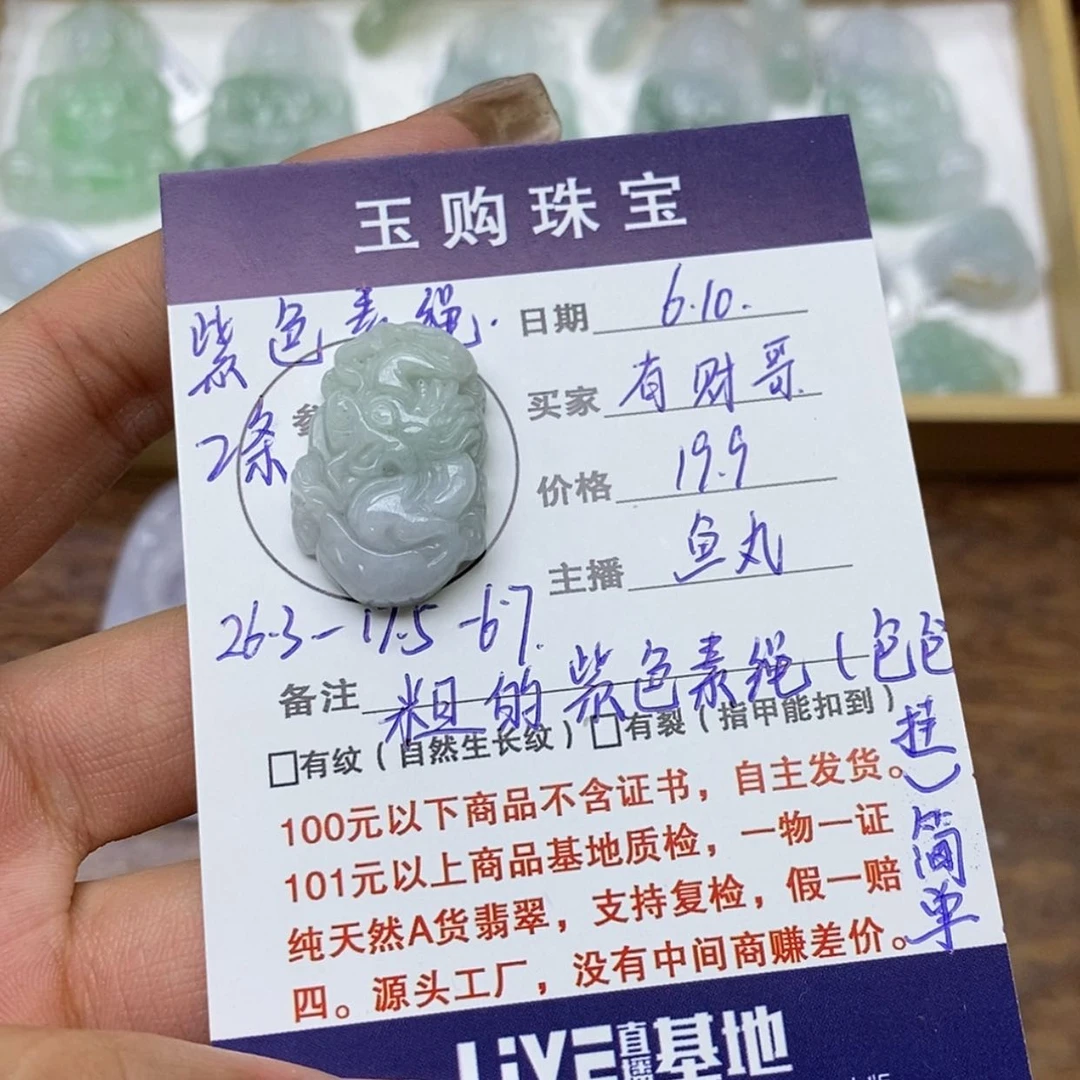 玉购珠宝
紫色素绳.
2条
日期 6.10.
买家 有财哥.
价格 19.9
主播 鱼丸
26.3-17.5-6.7.
备注 粗的紫色素绳(包包
挂)简单
□有纹(自然生长纹) □有裂(指甲能扣到)
100元以下商品不含证书，自主发货。
101元以上商品基地质检，一物一证
纯天然A货翡翠，支持复检，假一赔
四。源头工厂，没有中间商赚差价。
LiVE直播基地